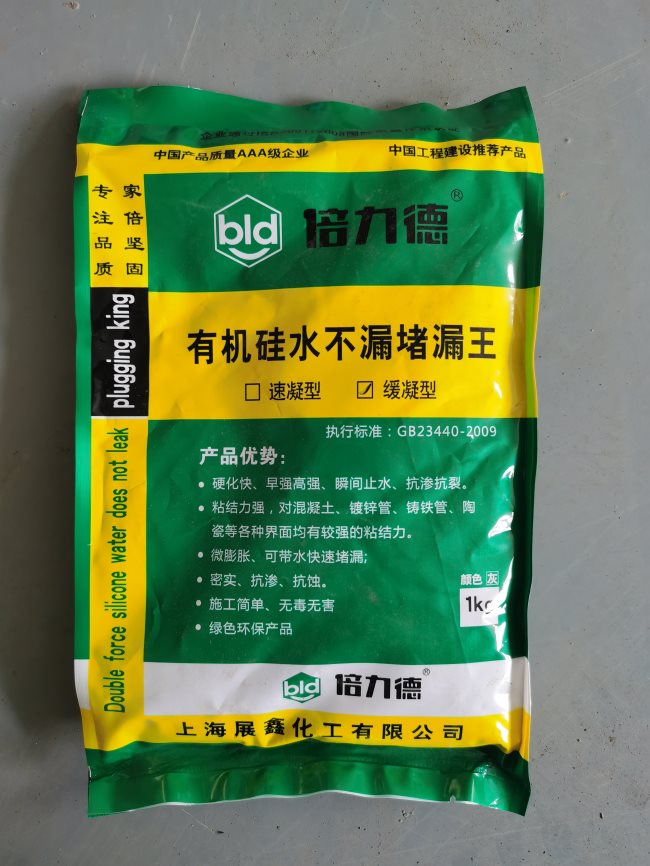 中国产品质量AAA级企业
中国工程建设推荐产品
专注品质
家倍坚固
bld 倍力德®
plugging king
Double force silicone water does not leak
有机硅水不漏堵漏王
速凝型
缓凝型
执行标准：GB23440-2009
产品优势：
• 硬化快、早强高强、瞬间止水、抗渗抗裂。
• 粘结力强，对混凝土、镀锌管、铸铁管、陶
瓷等各种界面均有较强的粘结力。
• 微膨胀、可带水快速堵漏;
• 密实、抗渗、抗蚀。
• 施工简单、无毒无害
• 绿色环保产品
颜色 灰
1kg
bld 倍力德®
上海展鑫化工有限公司